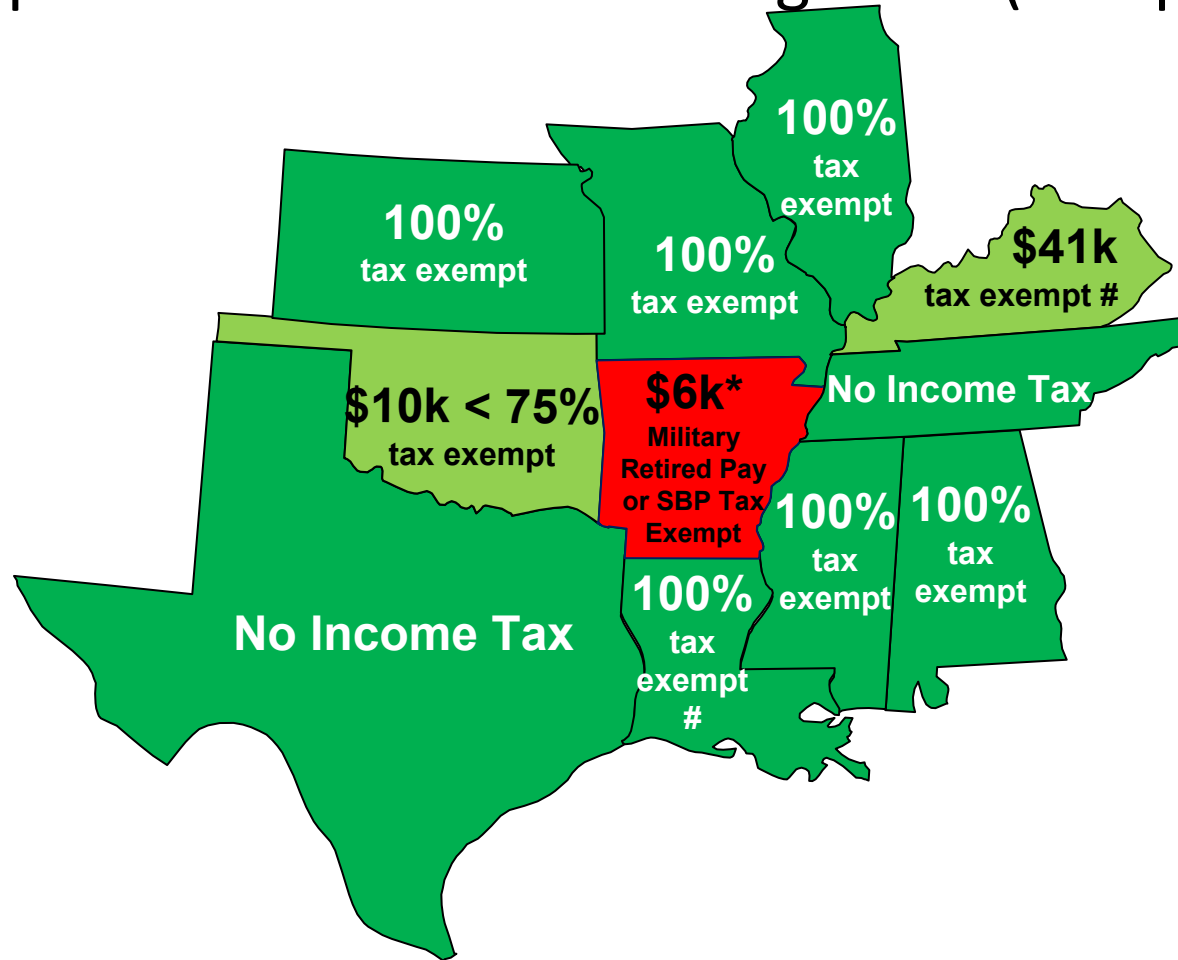 100%
tax
exempt
100%
tax exempt
100%
tax exempt
$41k
tax exempt #
$10k < 75%
tax exempt
$6k*
Military
Retired Pay
or SBP Tax
Exempt
No Income Tax
100%
tax
exempt
100%
tax
exempt
100%
tax
exempt
#
No Income Tax